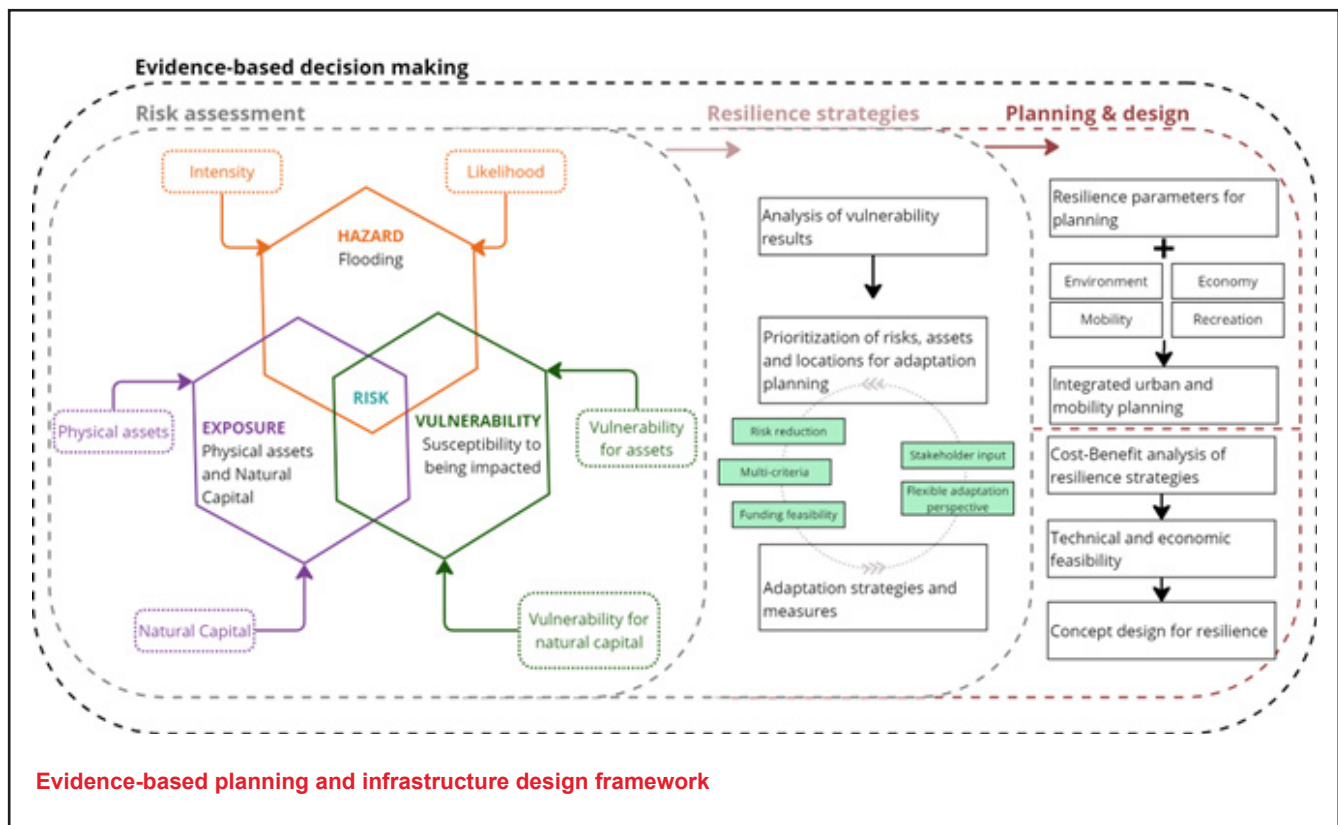 Evidence-based decision making
Risk assessment
Resilience strategies
Planning & design
Intensity
Likelihood
HAZARD
Flooding
Physical assets
EXPOSURE
Physical assets
and Natural
Capital
RISK
VULNERABILITY
Susceptibility to
being impacted
Vulnerability
for assets
Natural Capital
Vulnerability for
natural capital
Analysis of vulnerability
results
Prioritization of risks, assets
and locations for adaptation
planning
Risk reduction
Multi-criteria
Funding feasibility
Stakeholder input
Flexible adaptation
perspective
Adaptation strategies and
measures
Resilience parameters for
planning
+
Environment
Economy
Mobility
Recreation
Integrated urban and
mobility planning
Cost-Benefit analysis of
resilience strategies
Technical and economic
feasibility
Concept design for resilience
Evidence-based planning and infrastructure design framework